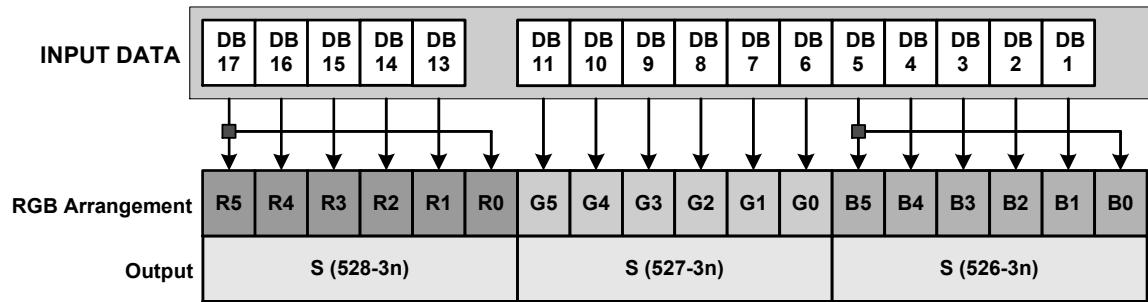 INPUT DATA
DB 17 DB 16 DB 15 DB 14 DB 13 DB 11 DB 10 DB 9 DB 8 DB 7 DB 6 DB 5 DB 4 DB 3 DB 2 DB 1
RGB Arrangement R5 R4 R3 R2 R1 R0 G5 G4 G3 G2 G1 G0 B5 B4 B3 B2 B1 B0
Output S (528-3n) S (527-3n) S (526-3n)